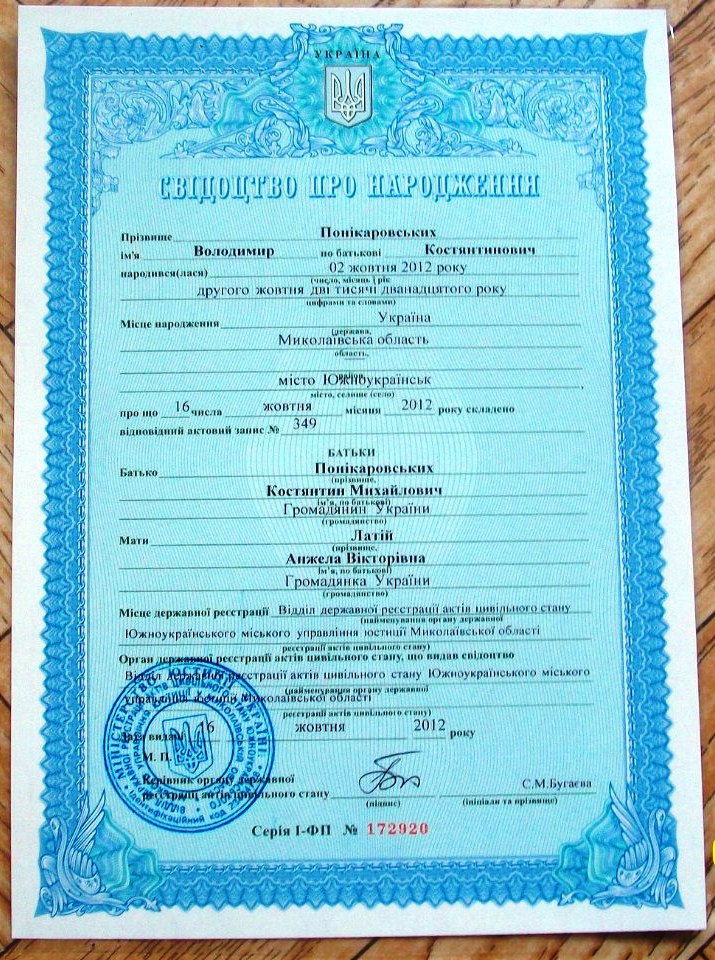 УКРАЇНА
СВІДОЦТВО ПРО НАРОДЖЕННЯ
Прізвище Понікаровських
ім'я Володимир по батькові Костянтинович
народився(лася) 02 жовтня 2012 року
(число, місяць і рік
другого жовтня дві тисячі дванадцятого року
цифрами та словами)
Місце народження Україна
(держава,
Миколаївська область
область,
район,
місто Южноукраїнськ
місто, селище (село)
про що 16 числа жовтня місяця 2012 року складено
відповідний актовий запис № 349
БАТЬКИ
Батько Понікаровських
(прізвище,
Костянтин Михайлович
ім'я, по батькові)
Громадянин України
(громадянство)
Мати Латій
(прізвище,
Анжела Вікторівна
ім'я, по батькові)
Громадянка України
(громадянство)
Місце державної реєстрації Відділ державної реєстрації актів цивільного стану
(найменування органу державної
Южноукраїнського міського управління юстиції Миколаївської області
реєстрації актів цивільного стану)
Орган державної реєстрації актів цивільного стану, що видав свідоцтво
Відділ державної реєстрації актів цивільного стану Южноукраїнського міського
(найменування органу державної
управління юстиції Миколаївської області
реєстрації актів цивільного стану)
Дата видачі 16 жовтня 2012 року
М. П.
Керівник органу державної
реєстрації актів цивільного стану С.М.Бугаєва
(підпис) (ініціали та прізвище)
МІНІСТЕРСТВО ЮСТИЦІЇ УКРАЇНИ
Ідентифікаційний код
Серія І-ФП № 172920